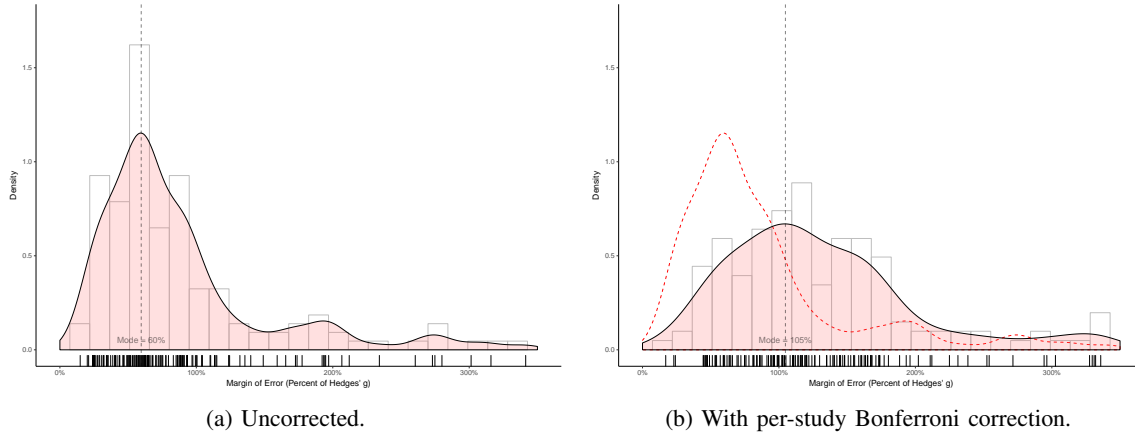 1.5
1.0
Density
0.5
Mode = 60%
0.0
0%
100%
200%
300%
Margin of Error (Percent of Hedges' g)
(a) Uncorrected.
1.5
1.0
Density
0.5
Mode = 105%
0.0
0%
100%
200%
300%
Margin of Error (Percent of Hedges' g)
(b) With per-study Bonferroni correction.